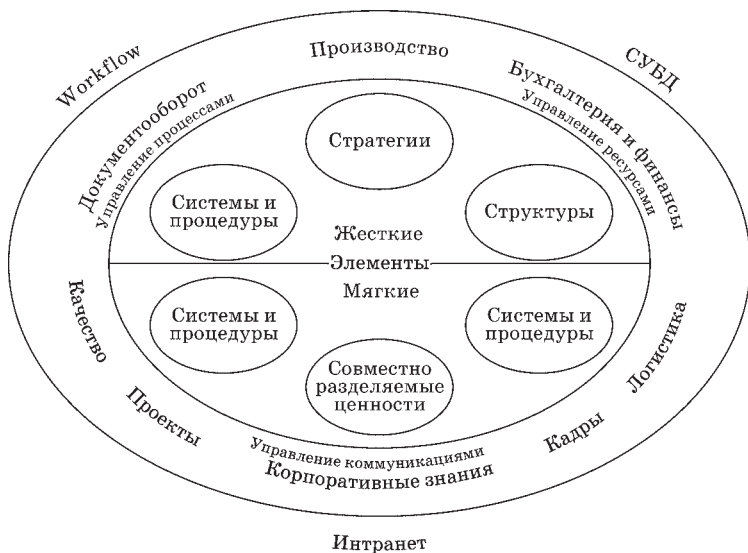 Workflow
Производство
СУБД
Документооборот
Управление процессами
Бухгалтерия и финансы
Управление ресурсами
Стратегии
Системы и
процедуры
Структуры
Жесткие
Элементы
Мягкие
Системы и
процедуры
Системы и
процедуры
Совместно
разделяемые
ценности
Качество
Проекты
Управление коммуникациями
Корпоративные знания
Кадры
Логистика
Интранет